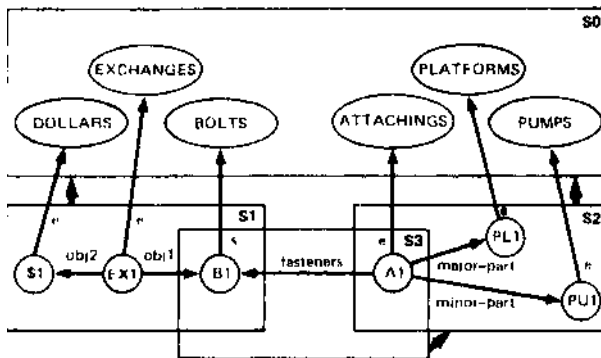 S0
EXCHANGES
PLATFORMS
DOLLARS
BOLTS
ATTACHINGS
PUMPS
S1
S2
e
e
s
e
S3
e
PL1
$1
obj2
EX1
obj1
B1
fasteners
A1
major-part
minor-part
e
PU1